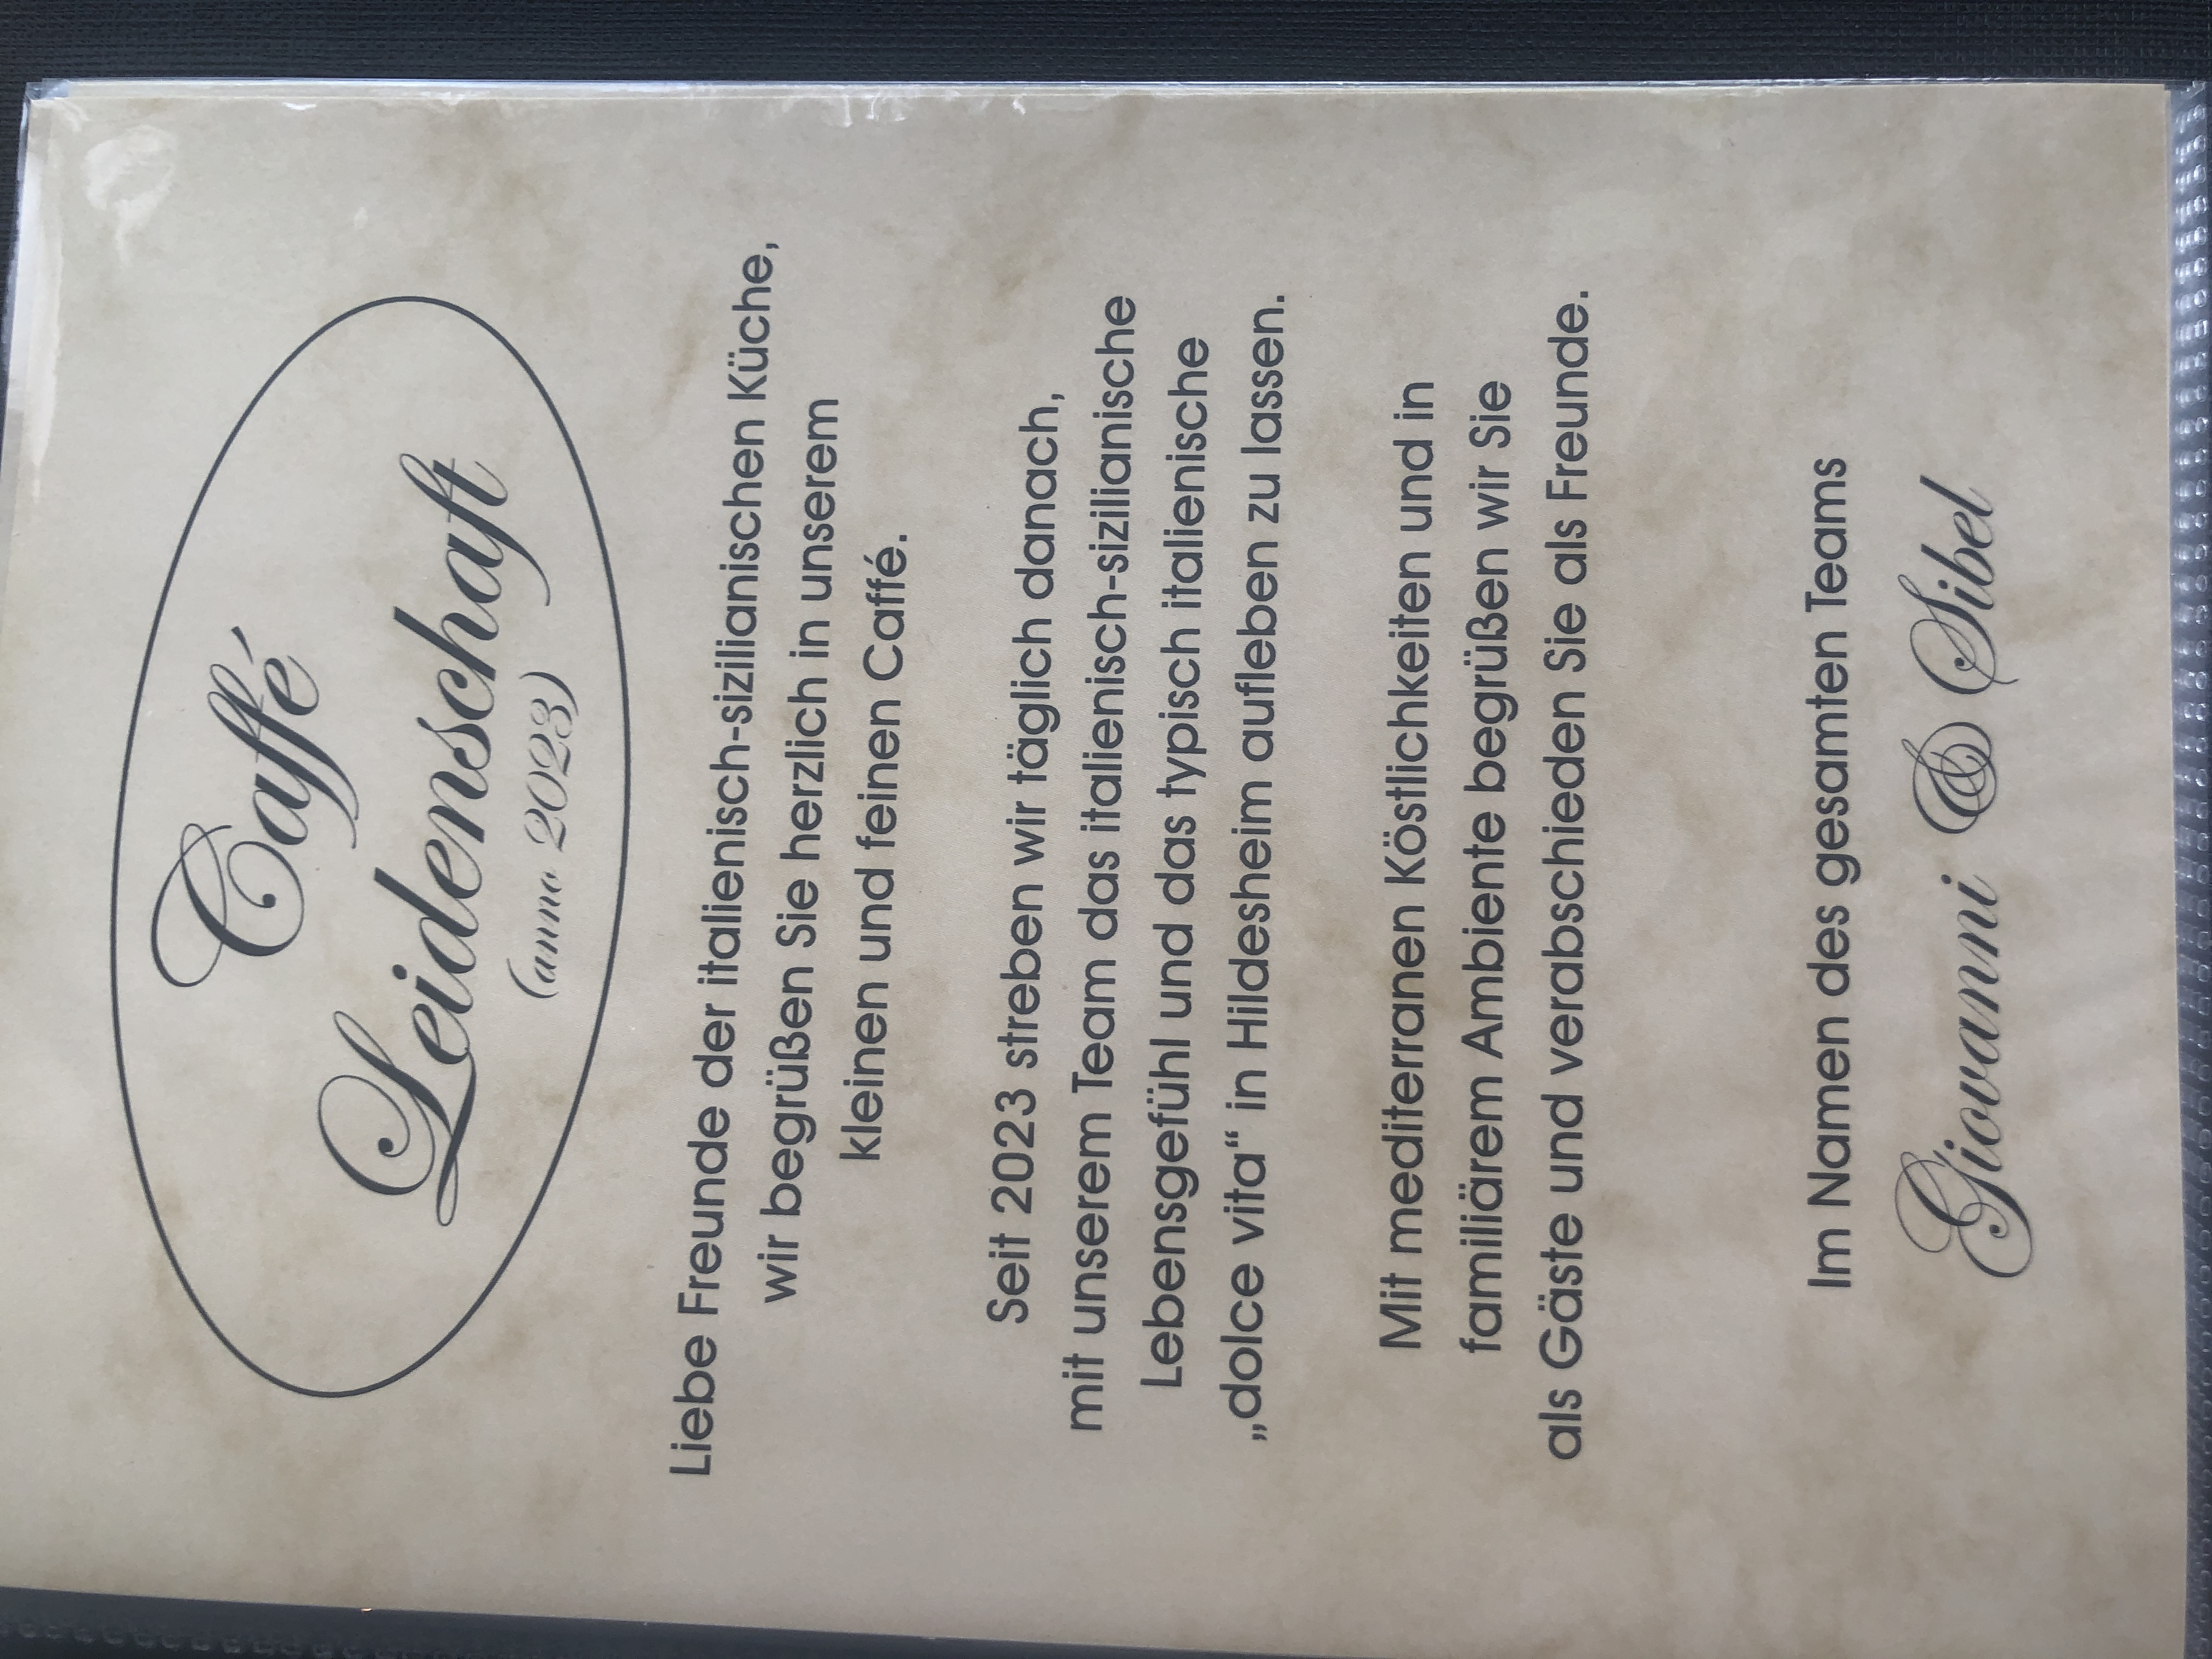 Caffé
Leidenschaft
(anno 2023)
Liebe Freunde der italienisch-sizilianischen Küche,
wir begrüßen Sie herzlich in unserem
kleinen und feinen Caffé.
Seit 2023 streben wir täglich danach,
mit unserem Team das italienisch-sizilianische
Lebensgefühl und das typisch italienische
„dolce vita“ in Hildesheim aufleben zu lassen.
Mit mediterranen Köstlichkeiten und in
familiärem Ambiente begrüßen wir Sie
als Gäste und verabschieden Sie als Freunde.
Im Namen des gesamten Teams
Giovanni & Sibel